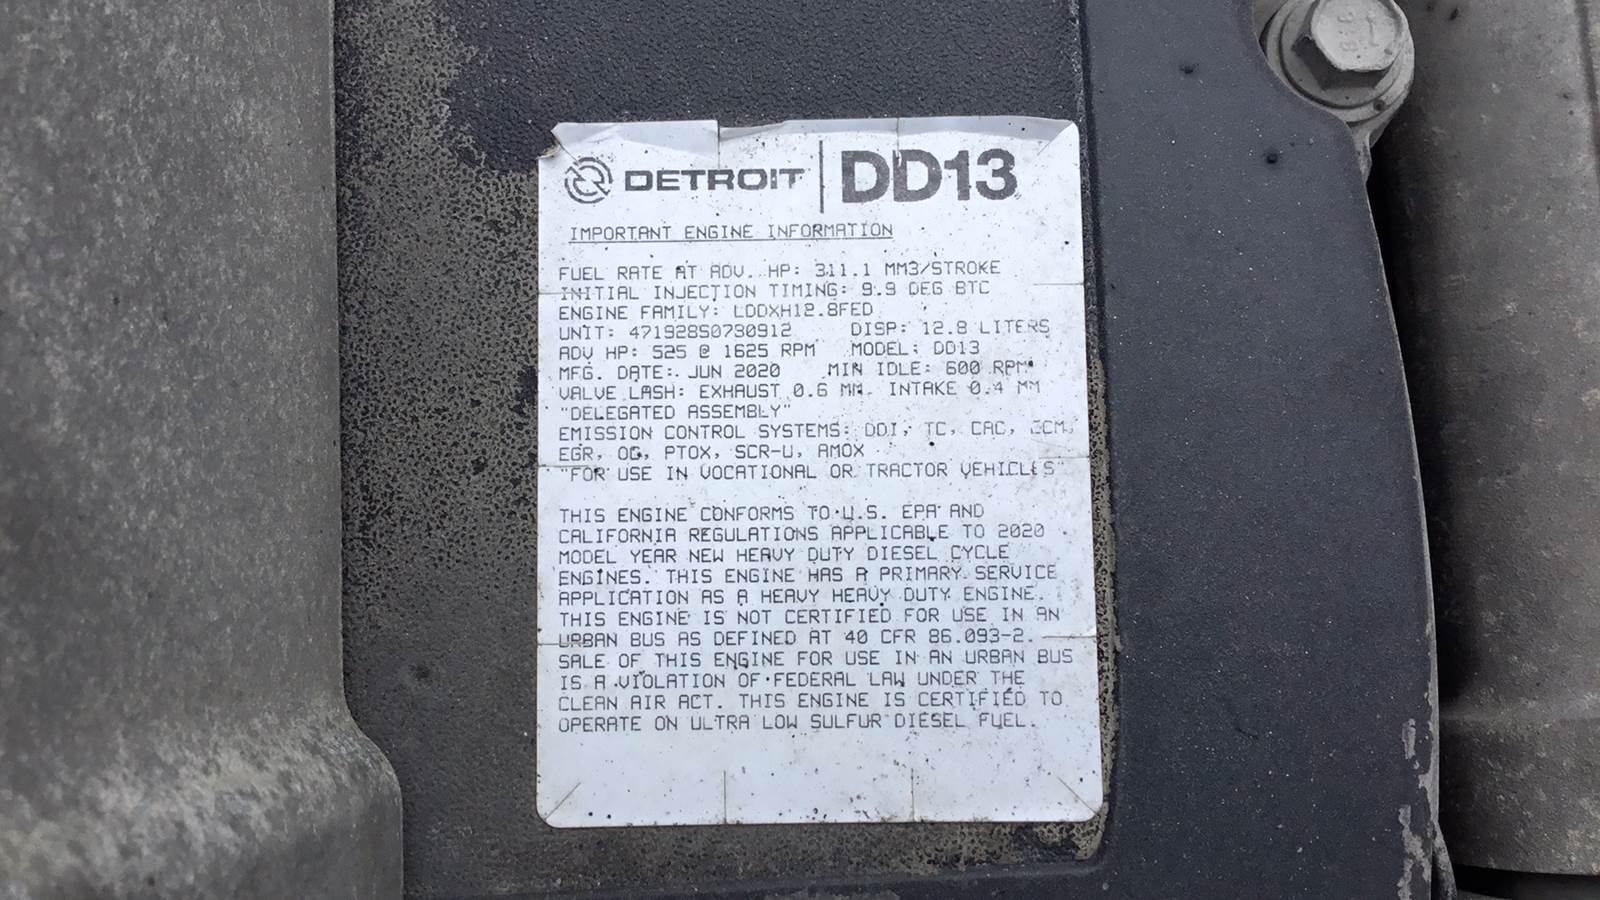 DETROIT DD13
IMPORTANT ENGINE INFORMATION
FUEL RATE AT ADV. HP: 311.1 MM3/STROKE
INITIAL INJECTION TIMING: 9.9 DEG BTC
ENGINE FAMILY: LDDXH12.8FED
UNIT: 471928S0730912 DISP: 12.8 LITERS
ADV HP: 525 @ 1625 RPM MODEL: DD13
MFG. DATE: JUN 2020 MIN IDLE: 600 RPM
VALVE LASH: EXHAUST 0.6 MM. INTAKE 0.4 MM
"DELEGATED ASSEMBLY"
EMISSION CONTROL SYSTEMS: DDI, TC, CAC, ECM,
EGR, OC, PTOX, SCR-U, AMOX
"FOR USE IN VOCATIONAL OR TRACTOR VEHICLES"
THIS ENGINE CONFORMS TO U.S. EPA AND
CALIFORNIA REGULATIONS APPLICABLE TO 2020
MODEL YEAR NEW HEAVY DUTY DIESEL CYCLE
ENGINES. THIS ENGINE HAS A PRIMARY SERVICE
APPLICATION AS A HEAVY HEAVY DUTY ENGINE.
THIS ENGINE IS NOT CERTIFIED FOR USE IN AN
URBAN BUS AS DEFINED AT 40 CFR 86.093-2.
SALE OF THIS ENGINE FOR USE IN AN URBAN BUS
IS A VIOLATION OF FEDERAL LAW UNDER THE
CLEAN AIR ACT. THIS ENGINE IS CERTIFIED TO
OPERATE ON ULTRA LOW SULFUR DIESEL FUEL.